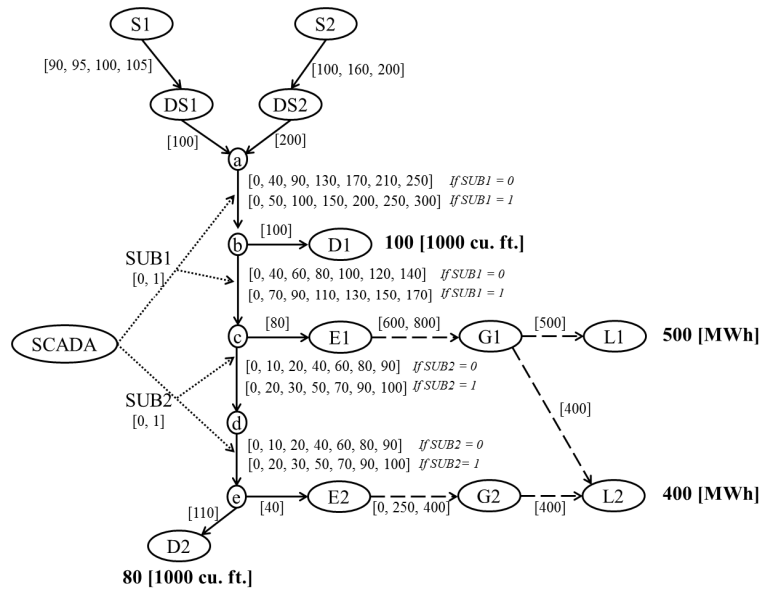 S1
S2
[90, 95, 100, 105]
[100, 160, 200]
DS1
DS2
[100]
[200]
a
[0, 40, 90, 130, 170, 210, 250] If SUB1 = 0
[0, 50, 100, 150, 200, 250, 300] If SUB1 = 1
b
[100]
D1
100 [1000 cu. ft.]
SUB1
[0, 1]
[0, 40, 60, 80, 100, 120, 140] If SUB1 = 0
[0, 70, 90, 110, 130, 150, 170] If SUB1 = 1
SCADA
c
[80]
E1
[600, 800]
G1
[500]
L1
500 [MWh]
[0, 10, 20, 40, 60, 80, 90] If SUB2 = 0
[0, 20, 30, 50, 70, 90, 100] If SUB2 = 1
SUB2
[0, 1]
[400]
d
[0, 10, 20, 40, 60, 80, 90] If SUB2 = 0
[0, 20, 30, 50, 70, 90, 100] If SUB2= 1
e
[40]
E2
[0, 250, 400]
G2
[400]
L2
400 [MWh]
[110]
D2
80 [1000 cu. ft.]